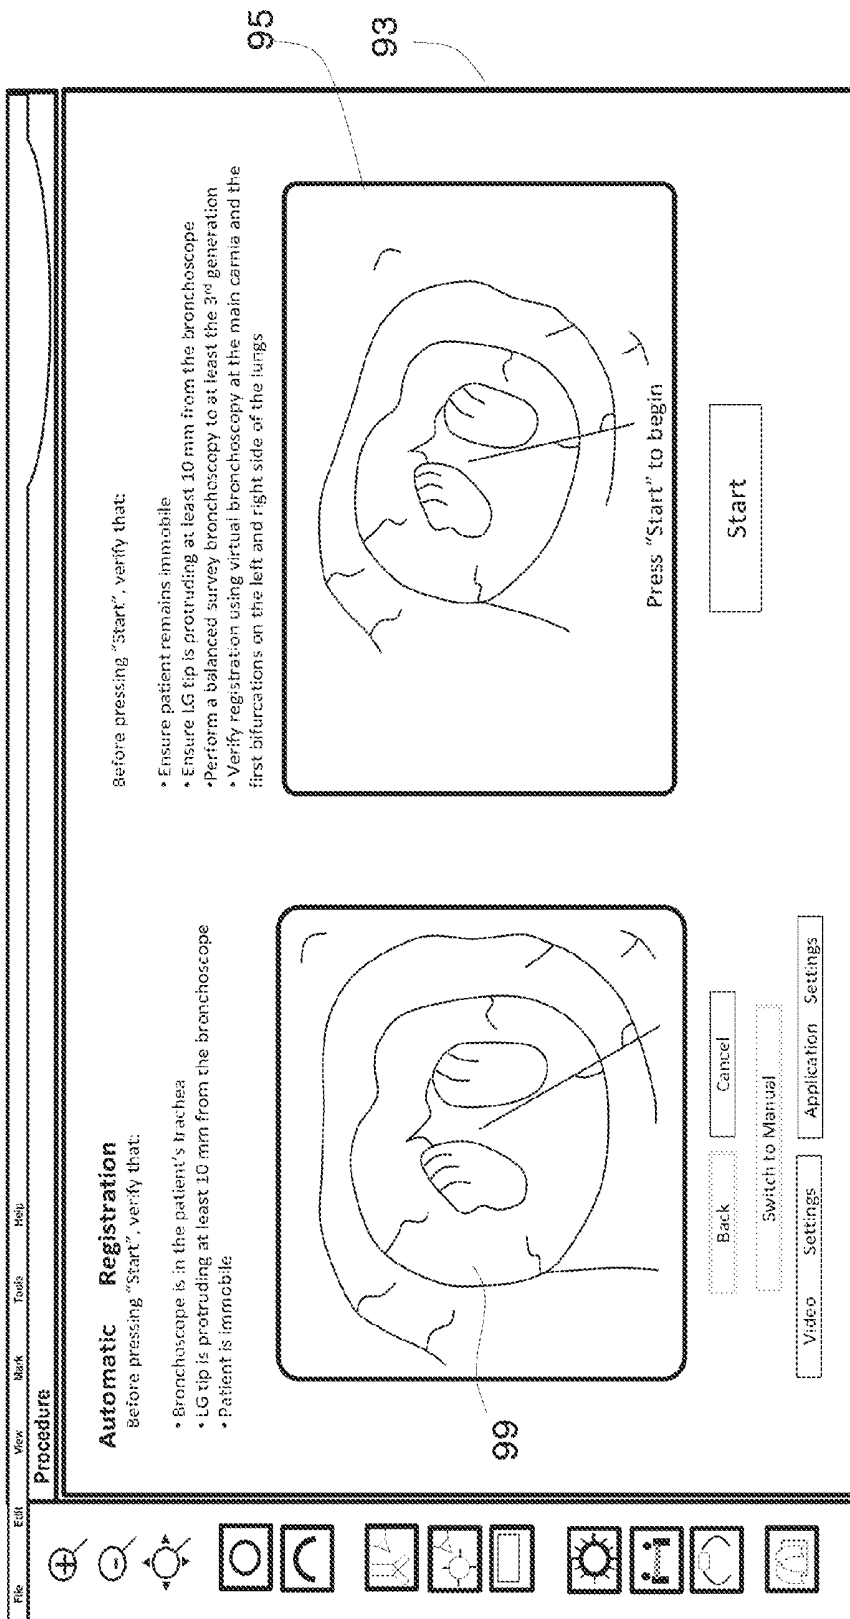 File Edit View Mark Tools Help
Procedure
Automatic Registration
Before pressing "Start", verify that:
• Bronchoscope is in the patient's trachea
• LG tip is protruding at least 10 mm from the bronchoscope
• Patient is immobile
99
Back Cancel
Switch to Manual
Video Settings Application Settings
Before pressing "Start", verify that:
• Ensure patient remains immobile
• Ensure LG tip is protruding at least 10 mm from the bronchoscope
•Perform a balanced survey bronchoscopy to at least the 3rd generation
• Verify registration using virtual bronchoscopy at the main carnia and the
first bifurcations on the left and right side of the lungs
Press "Start" to begin
Start
95
93